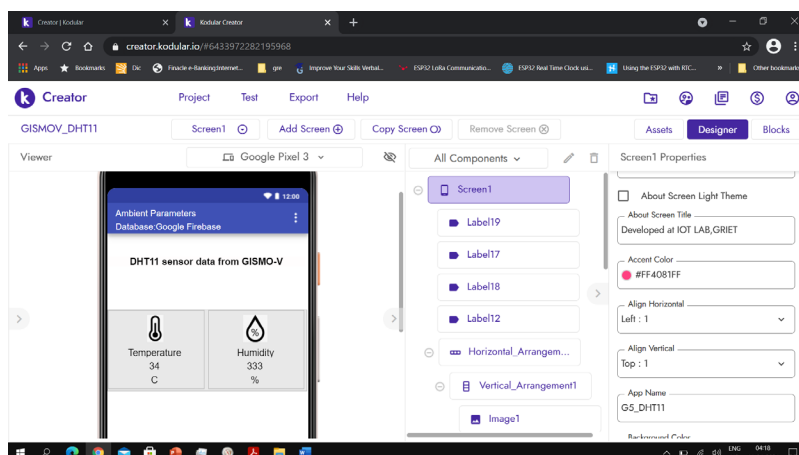 Creator | Kodular
Kodular Creator
creator.kodular.io/#6433972282195968
Apps
Bookmarks
Dic
Finacle e-Banking:Internet...
gre
Improve Your Skills Verbal...
ESP32 LoRa Communicatio...
ESP32 Real Time Clock usi...
Using the ESP32 with RTC...
Other bookmarks
Creator
Project
Test
Export
Help
GISMOV_DHT11
Screen1
Add Screen
Copy Screen
Remove Screen
Assets
Designer
Blocks
Viewer
Google Pixel 3
All Components
Screen1 Properties
12:00
Ambient Parameters
Database:Google Firebase
DHT11 sensor data from GISMO-V
%
Temperature
Humidity
34
333
C
%
Screen1
Label19
Label17
Label18
Label12
Horizontal_Arrangem...
Vertical_Arrangement1
Image1
About Screen Light Theme
About Screen Title
Developed at IOT LAB,GRIET
Accent Color
#FF4081FF
Align Horizontal
Left : 1
Align Vertical
Top : 1
App Name
G5_DHT11
Background Color
ENG
04:18